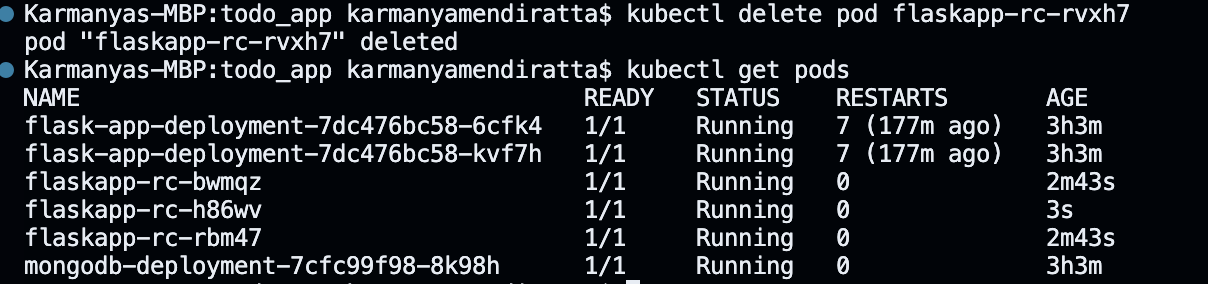 Karmanyas-MBP:todo_app karmanyamendiratta$ kubectl delete pod flaskapp-rc-rvxh7
pod "flaskapp-rc-rvxh7" deleted
Karmanyas-MBP:todo_app karmanyamendiratta$ kubectl get pods
NAME READY STATUS RESTARTS AGE
flask-app-deployment-7dc476bc58-6cfk4 1/1 Running 7 (177m ago) 3h3m
flask-app-deployment-7dc476bc58-kvf7h 1/1 Running 7 (177m ago) 3h3m
flaskapp-rc-bwmqz 1/1 Running 0 2m43s
flaskapp-rc-h86wv 1/1 Running 0 3s
flaskapp-rc-rbm47 1/1 Running 0 2m43s
mongodb-deployment-7cfc99f98-8k98h 1/1 Running 0 3h3m